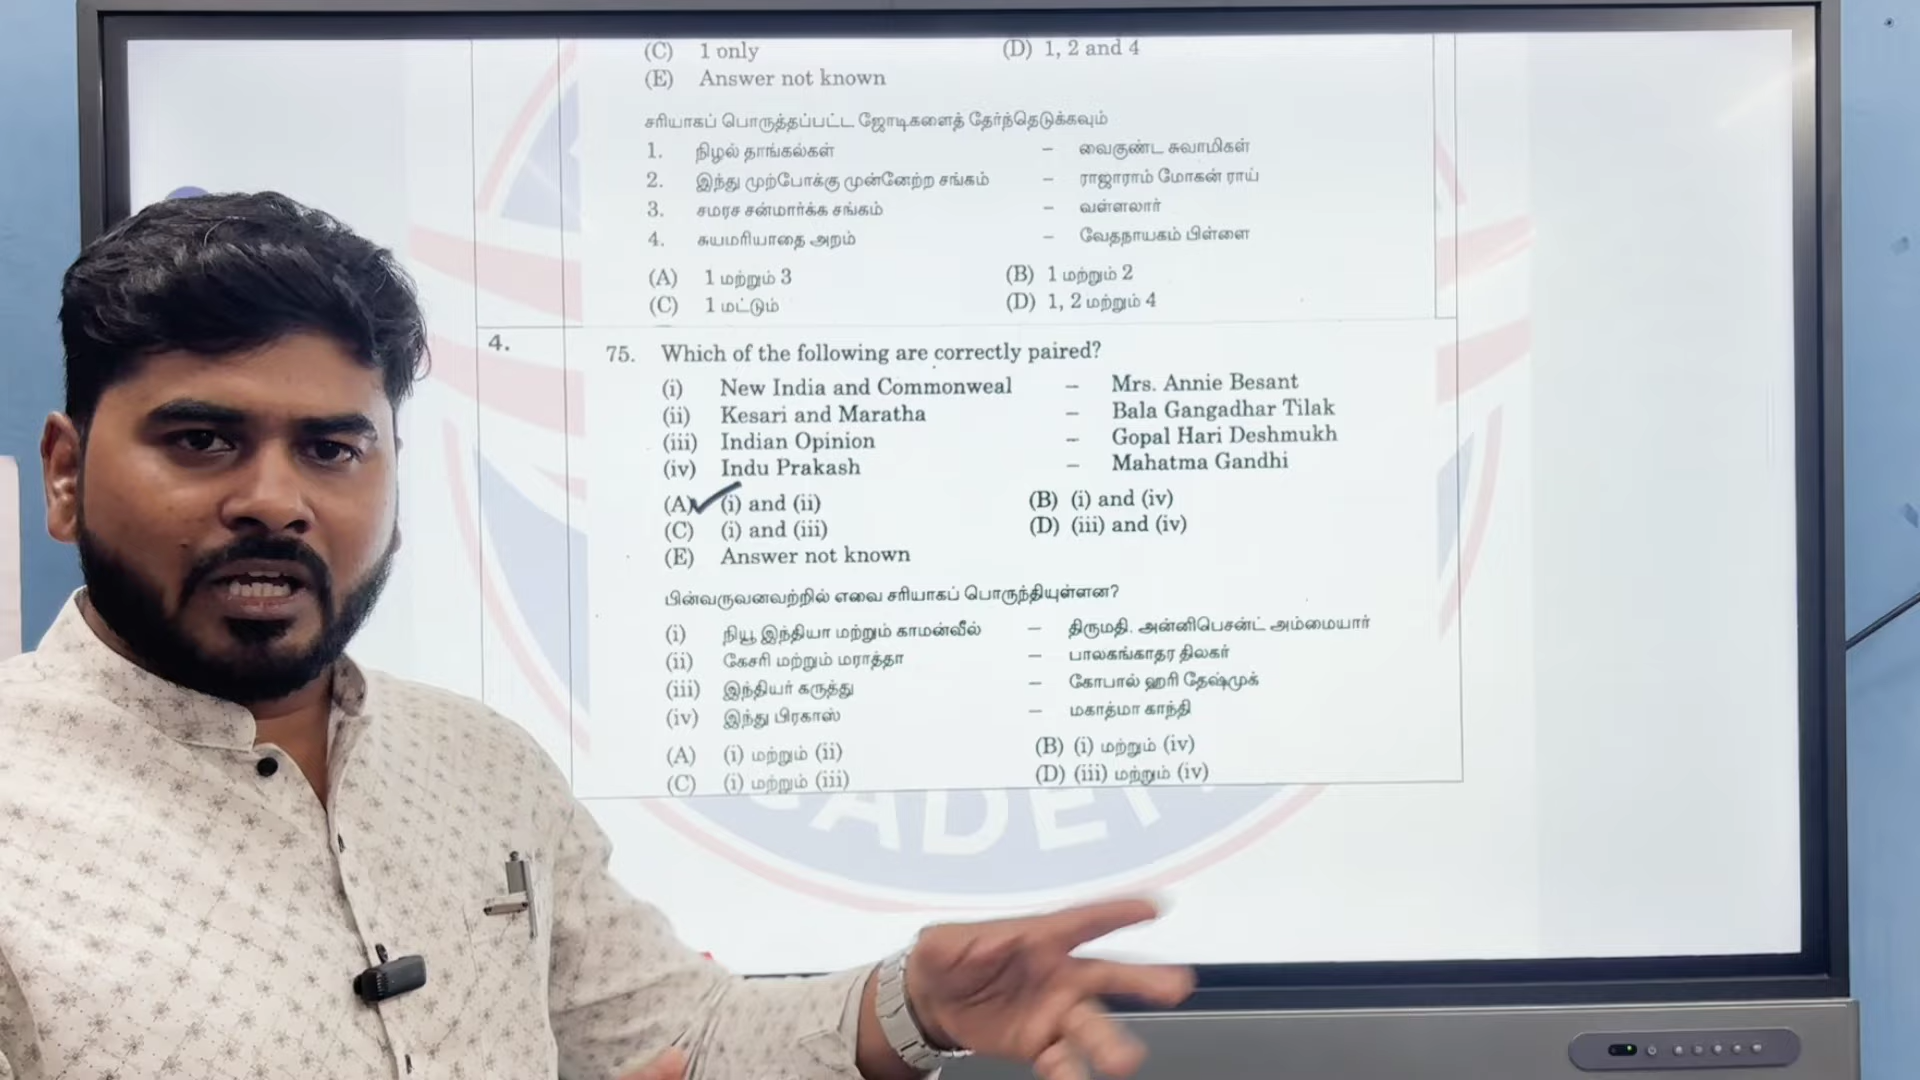 (C) 1 only (D) 1, 2 and 4
(E) Answer not known
சரியாகப் பொருத்தப்பட்ட ஜோடிகளைத் தேர்ந்தெடுக்கவும்
1. நிழல் தாங்கல்கள் – வைகுண்ட சுவாமிகள்
2. இந்து முற்போக்கு முன்னேற்ற சங்கம் – ராஜாராம் மோகன் ராய்
3. சமரச சன்மார்க்க சங்கம் – வள்ளலார்
4. சுயமரியாதை அறம் – வேதநாயகம் பிள்ளை
(A) 1 மற்றும் 3 (B) 1 மற்றும் 2
(C) 1 மட்டும் (D) 1, 2 மற்றும் 4
4. 75. Which of the following are correctly paired?
(i) New India and Commonweal – Mrs. Annie Besant
(ii) Kesari and Maratha – Bala Gangadhar Tilak
(iii) Indian Opinion – Gopal Hari Deshmukh
(iv) Indu Prakash – Mahatma Gandhi
(A) (i) and (ii) (B) (i) and (iv)
(C) (i) and (iii) (D) (iii) and (iv)
(E) Answer not known
பின்வருவனவற்றில் எவை சரியாகப் பொருந்தியுள்ளன?
(i) நியூ இந்தியா மற்றும் காமன்வீல் – திருமதி. அன்னிபெசன்ட் அம்மையார்
(ii) கேசரி மற்றும் மராத்தா – பாலகங்காதர திலகர்
(iii) இந்தியர் கருத்து – கோபால் ஹரி தேஷ்முக்
(iv) இந்து பிரகாஸ் – மகாத்மா காந்தி
(A) (i) மற்றும் (ii) (B) (i) மற்றும் (iv)
(C) (i) மற்றும் (iii) (D) (iii) மற்றும் (iv)